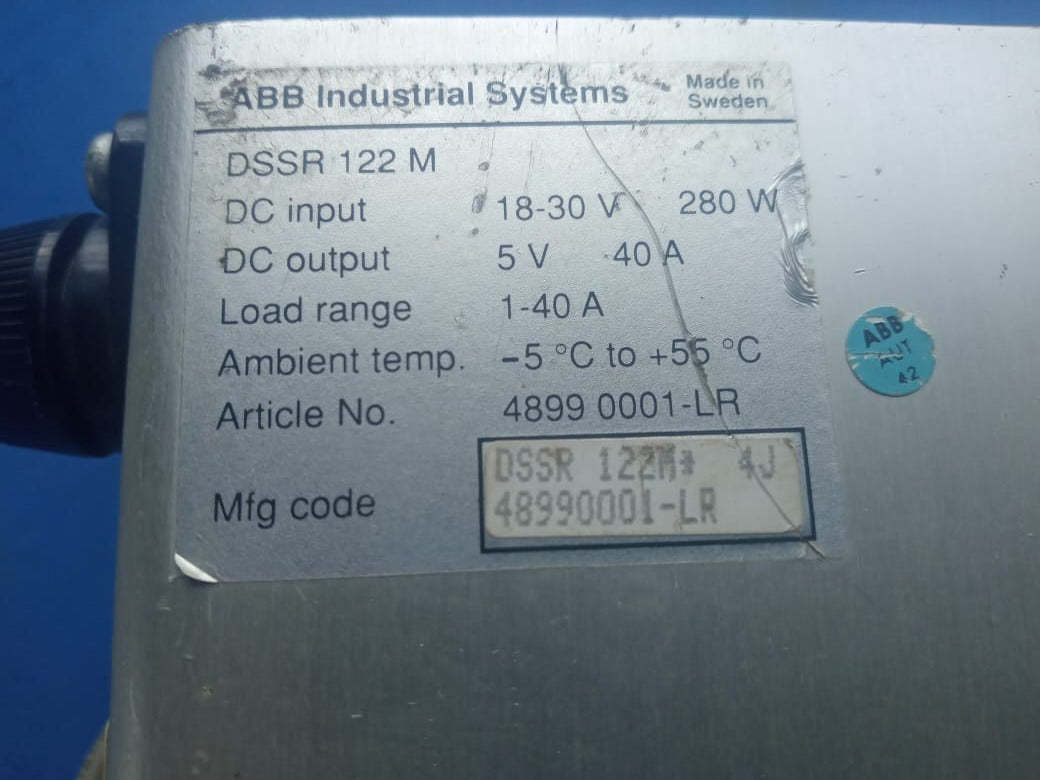 ABB Industrial Systems
Made in
Sweden
DSSR 122 M
DC input 18-30 V 280 W
DC output 5 V 40 A
Load range 1-40 A
Ambient temp. –5 °C to +55 °C
Article No. 4899 0001-LR
Mfg code
DSSR 122M* 4J
48990001-LR
ABB
AUT
42